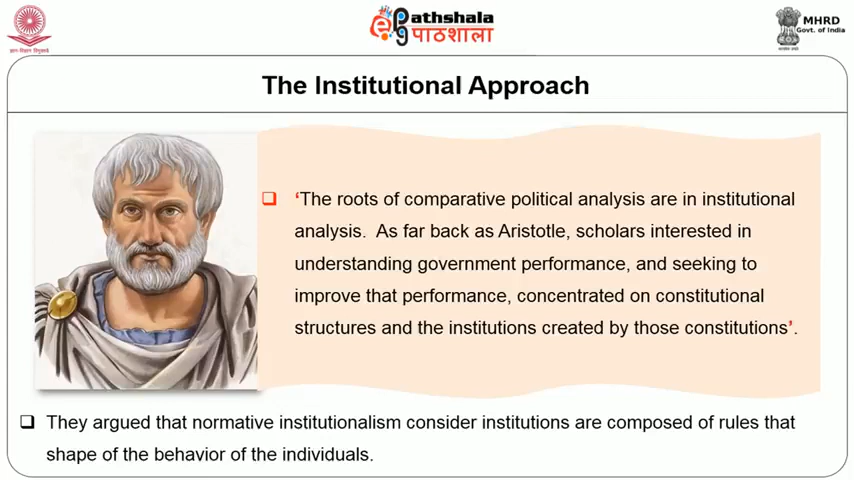 Pathshala
पाठशाला
MHRD
Govt. of India
The Institutional Approach
‘The roots of comparative political analysis are in institutional
analysis. As far back as Aristotle, scholars interested in
understanding government performance, and seeking to
improve that performance, concentrated on constitutional
structures and the institutions created by those constitutions’.
They argued that normative institutionalism consider institutions are composed of rules that
shape of the behavior of the individuals.